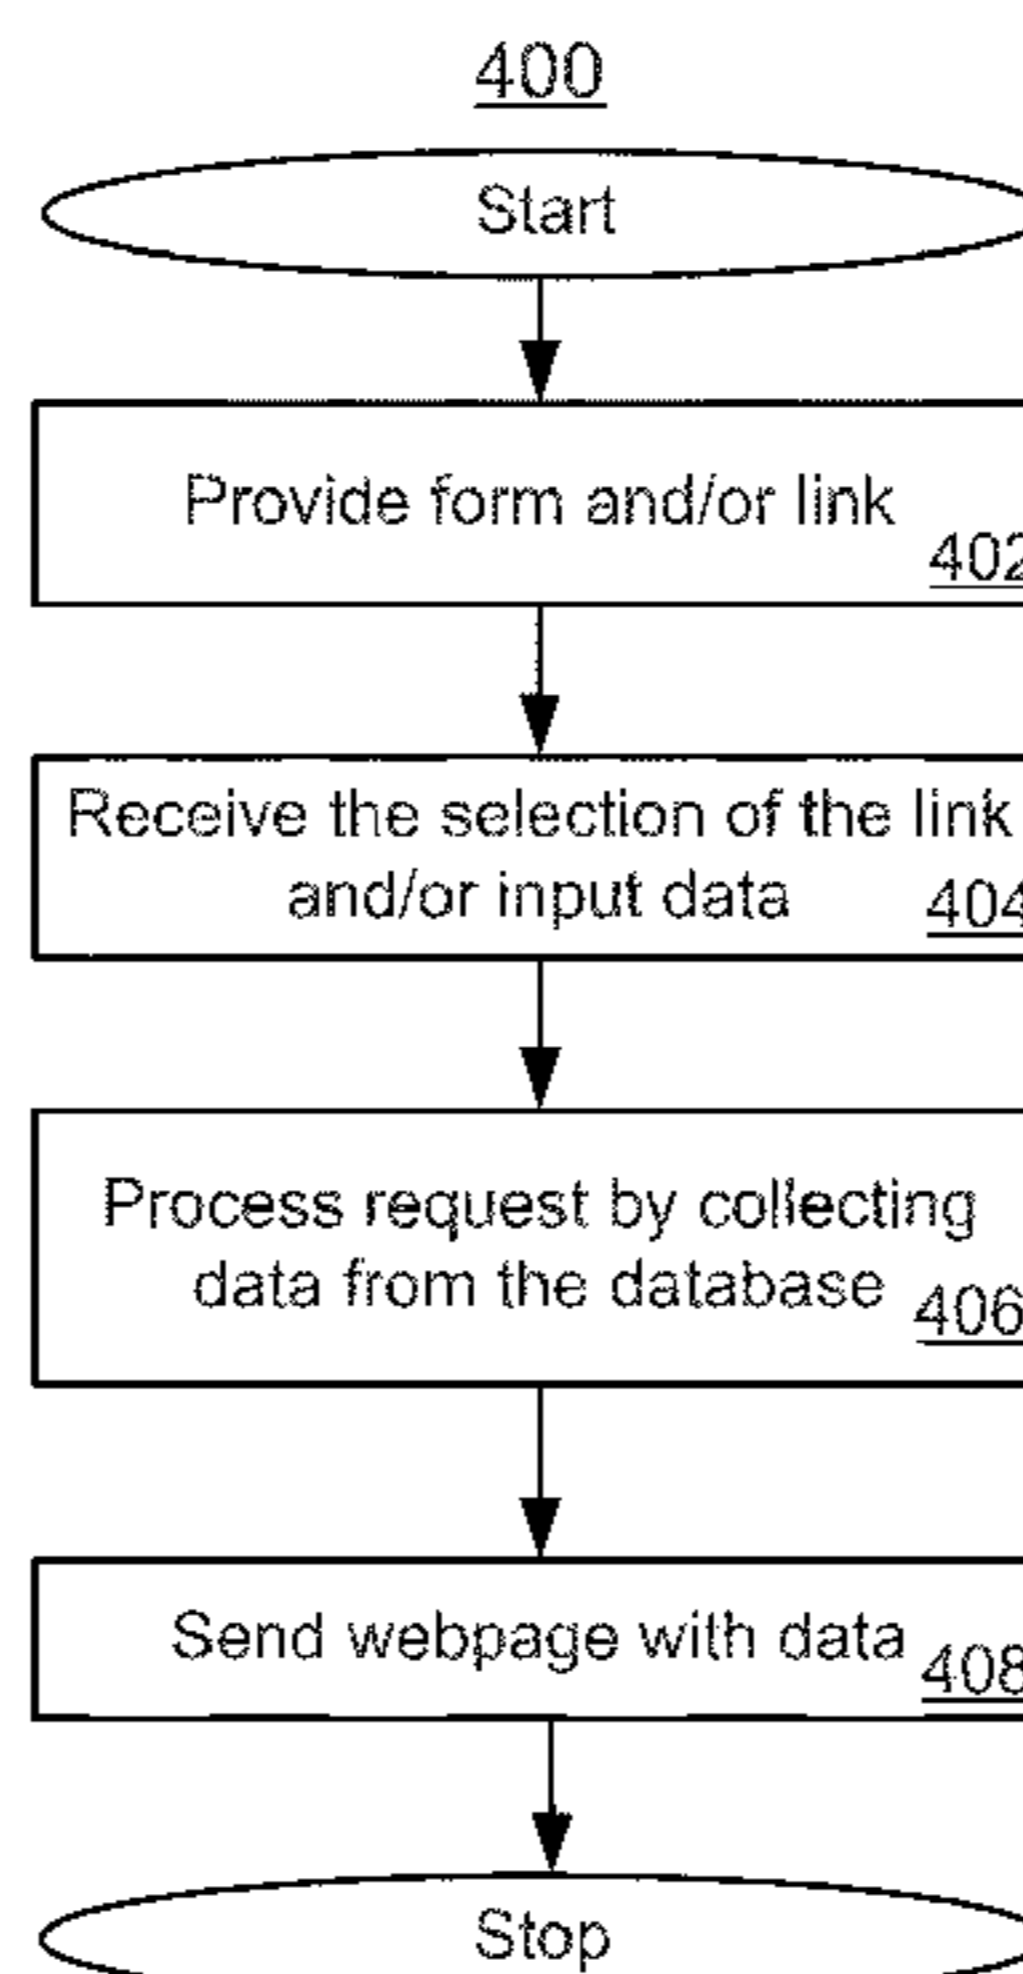 400
Start
Provide form and/or link
402
Receive the selection of the link
and/or input data
404
Process request by collecting
data from the database
406
Send webpage with data
408
Stop